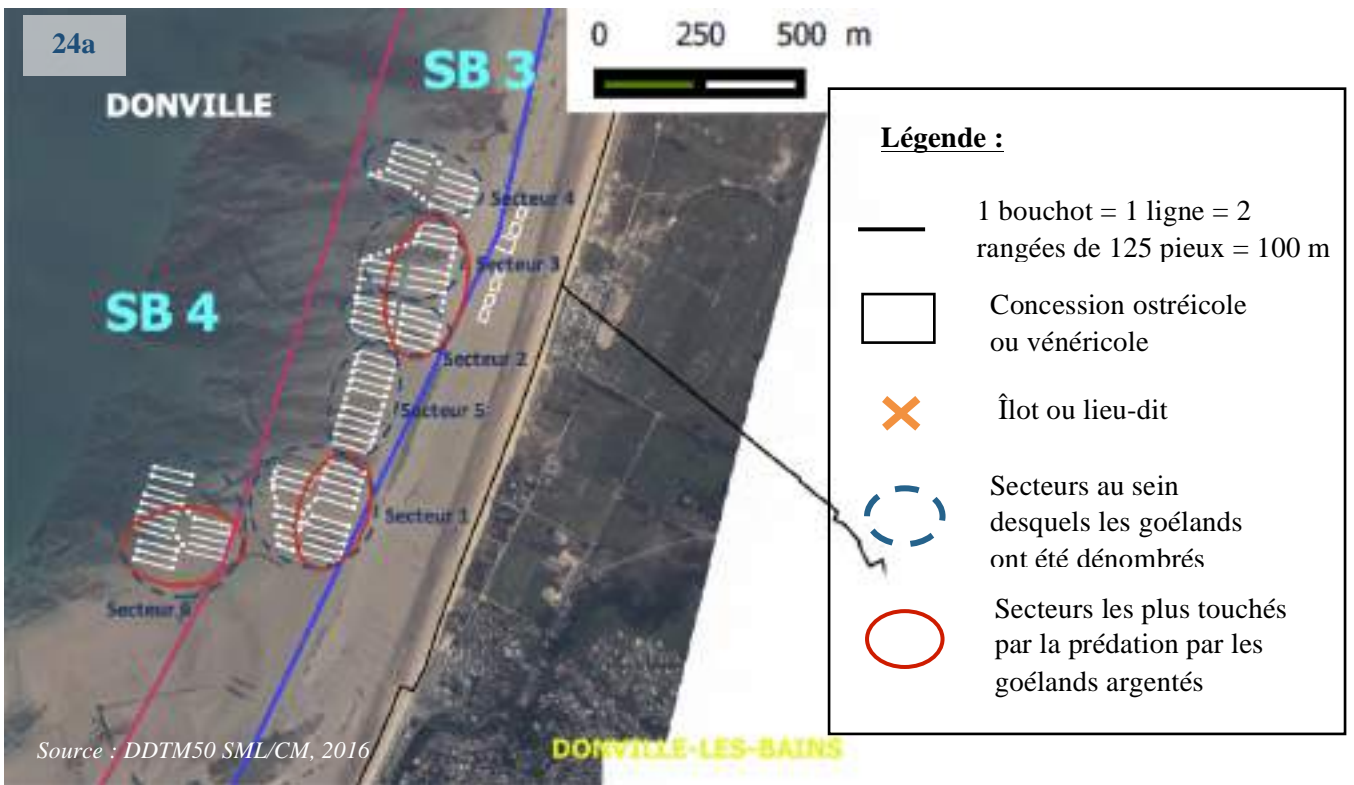 24a
DONVILLE
SB 3
0 250 500 m
Secteur 4
Secteur 3
SB 4
Secteur 2
Secteur 5
Secteur 1
Secteur 6
Source : DDTM50 SML/CM, 2016
DONVILLE-LES-BAINS
Légende :
1 bouchot = 1 ligne = 2
rangées de 125 pieux = 100 m
Concession ostréicole
ou vénéricole
Îlot ou lieu-dit
Secteurs au sein
desquels les goélands
ont été dénombrés
Secteurs les plus touchés
par la prédation par les
goélands argentés